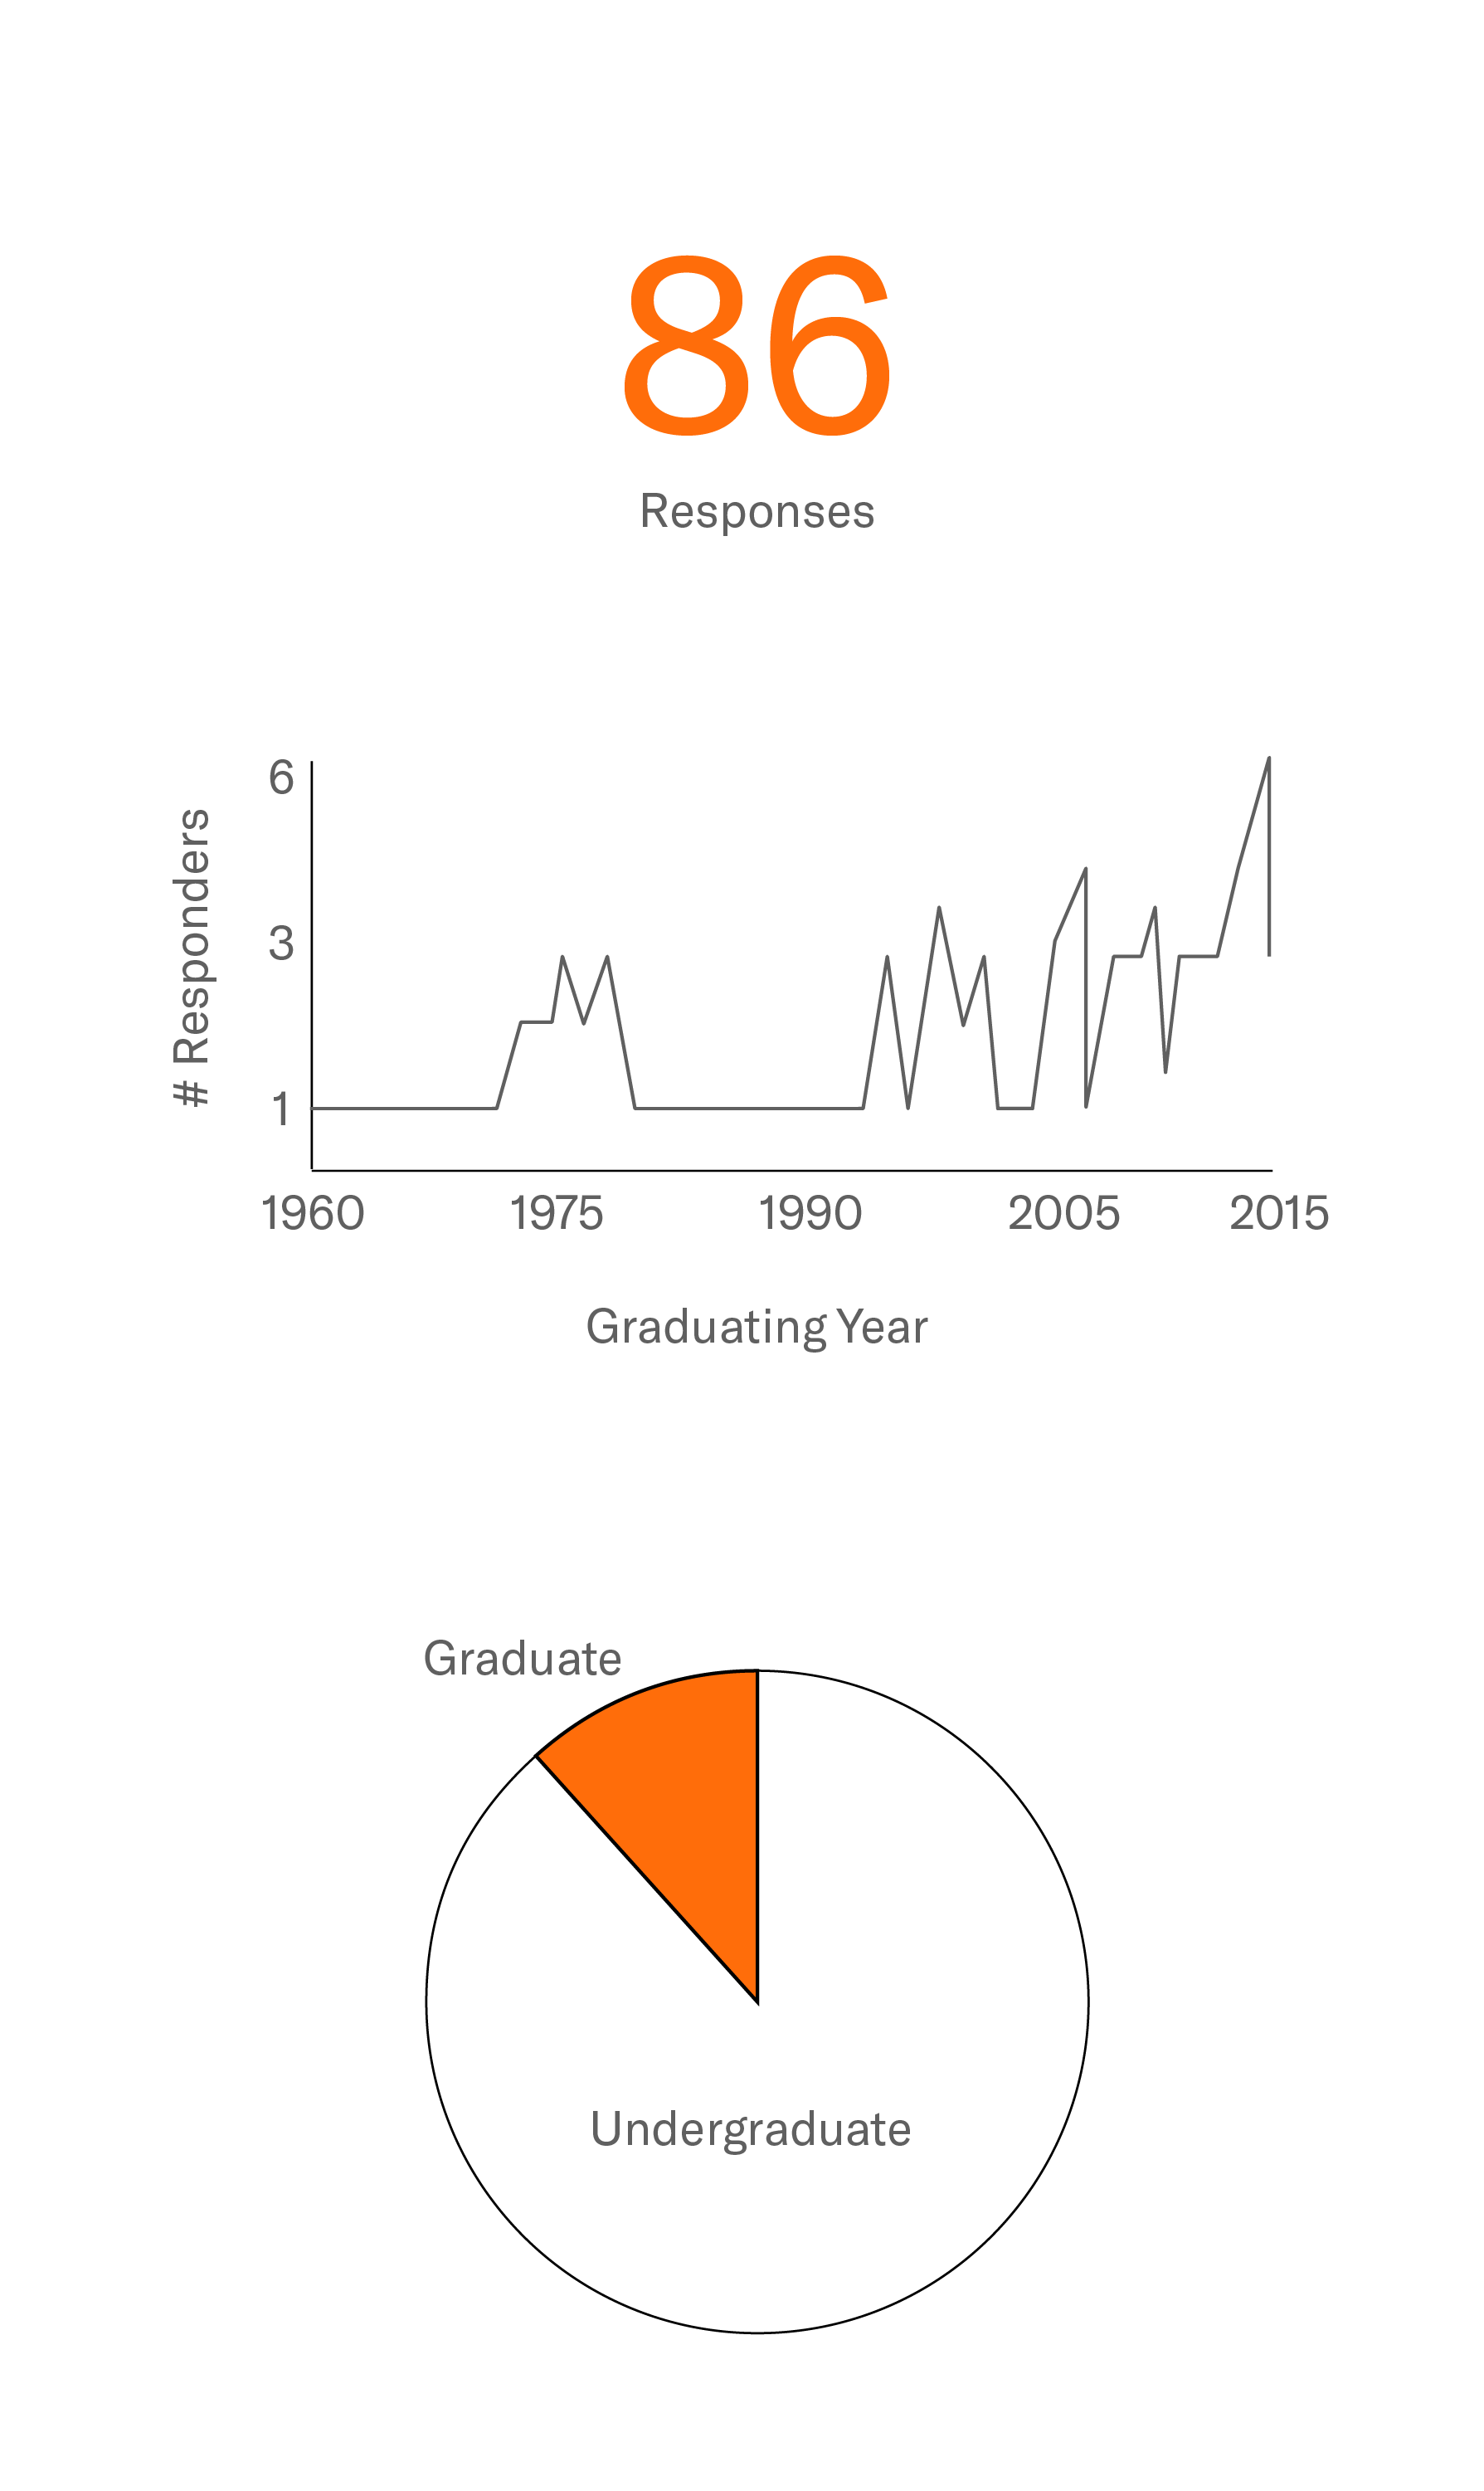 86
Responses
# Responders
6
3
1
1960 1975 1990 2005 2015
Graduating Year
Graduate
Undergraduate